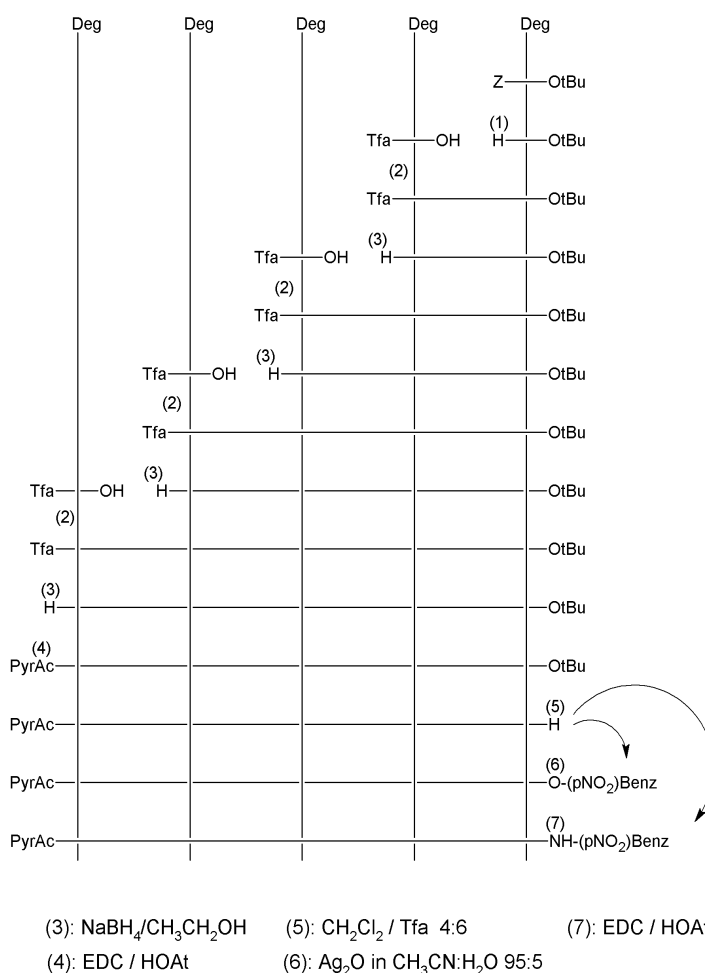 Deg Deg Deg Deg Deg
Z OtBu
(1)
Tfa OH H OtBu
(2)
Tfa OtBu
(3)
Tfa OH H OtBu
(2)
Tfa OtBu
(3)
Tfa OH H OtBu
(2)
Tfa OtBu
(3)
Tfa OH H OtBu
(2)
Tfa OtBu
(3)
H OtBu
(4)
PyrAc OtBu
(5)
PyrAc H
(6)
PyrAc O-(pNO₂)Benz
(7)
PyrAc NH-(pNO₂)Benz
(3): NaBH₄/CH₃CH₂OH (5): CH₂Cl₂ / Tfa 4:6 (7): EDC / HOAt
(4): EDC / HOAt (6): Ag₂O in CH₃CN:H₂O 95:5